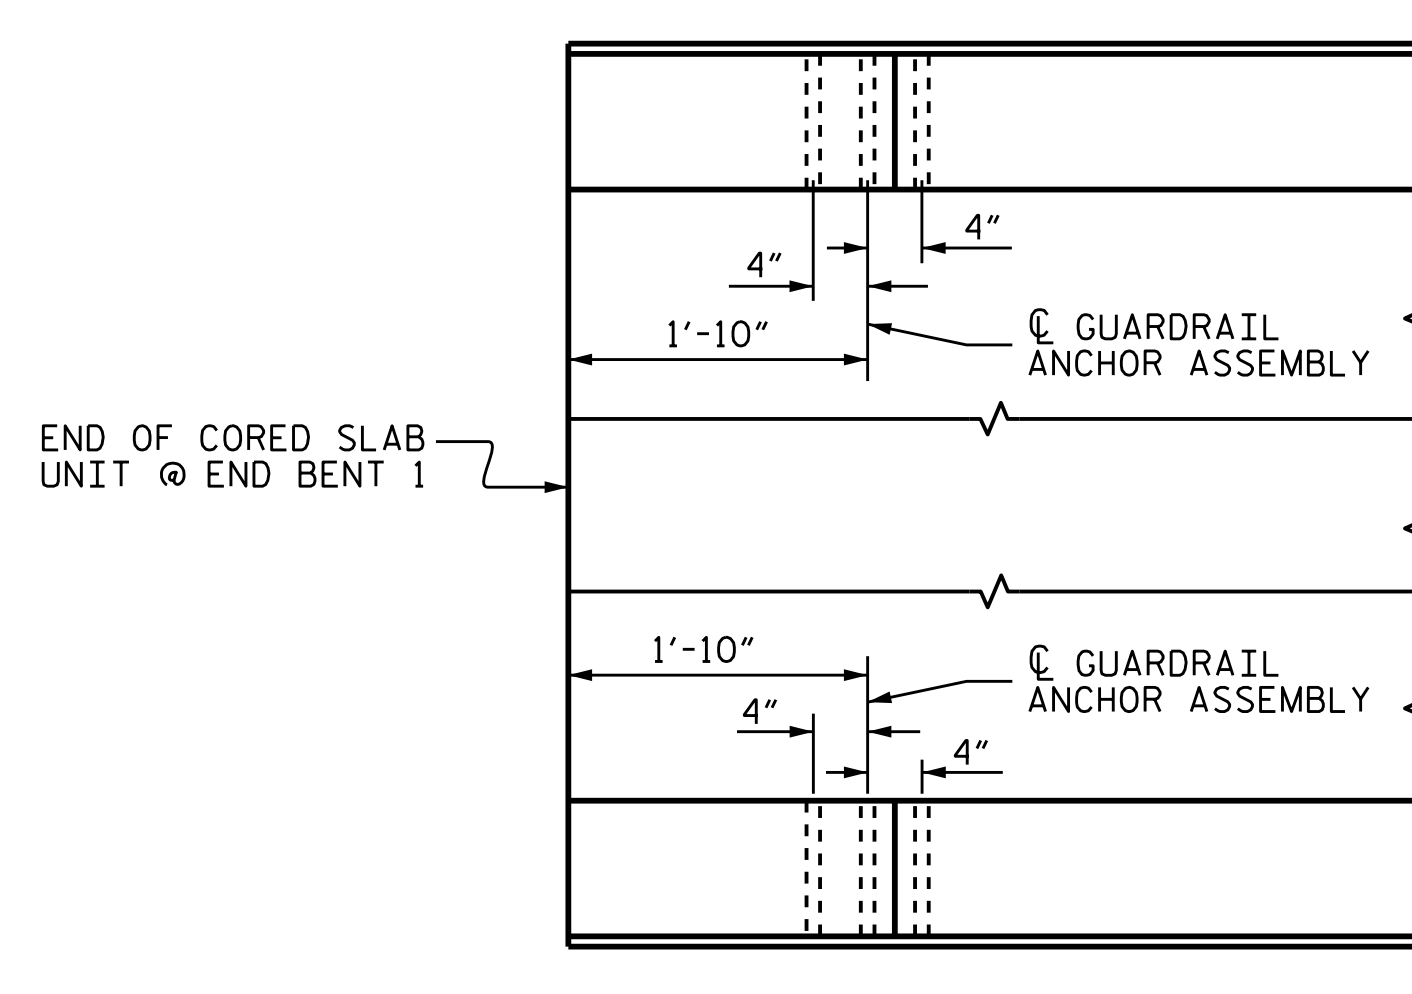 4″
4″
1′-10″
℄ GUARDRAIL
ANCHOR ASSEMBLY
END OF CORED SLAB
UNIT @ END BENT 1
1′-10″
℄ GUARDRAIL
ANCHOR ASSEMBLY
4″
4″